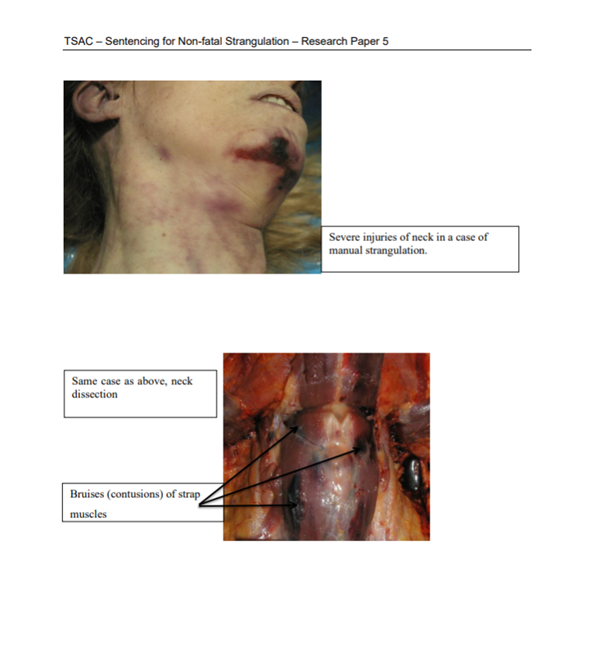 TSAC – Sentencing for Non-fatal Strangulation – Research Paper 5
Severe injuries of neck in a case of
manual strangulation.
Same case as above, neck
dissection
Bruises (contusions) of strap
muscles